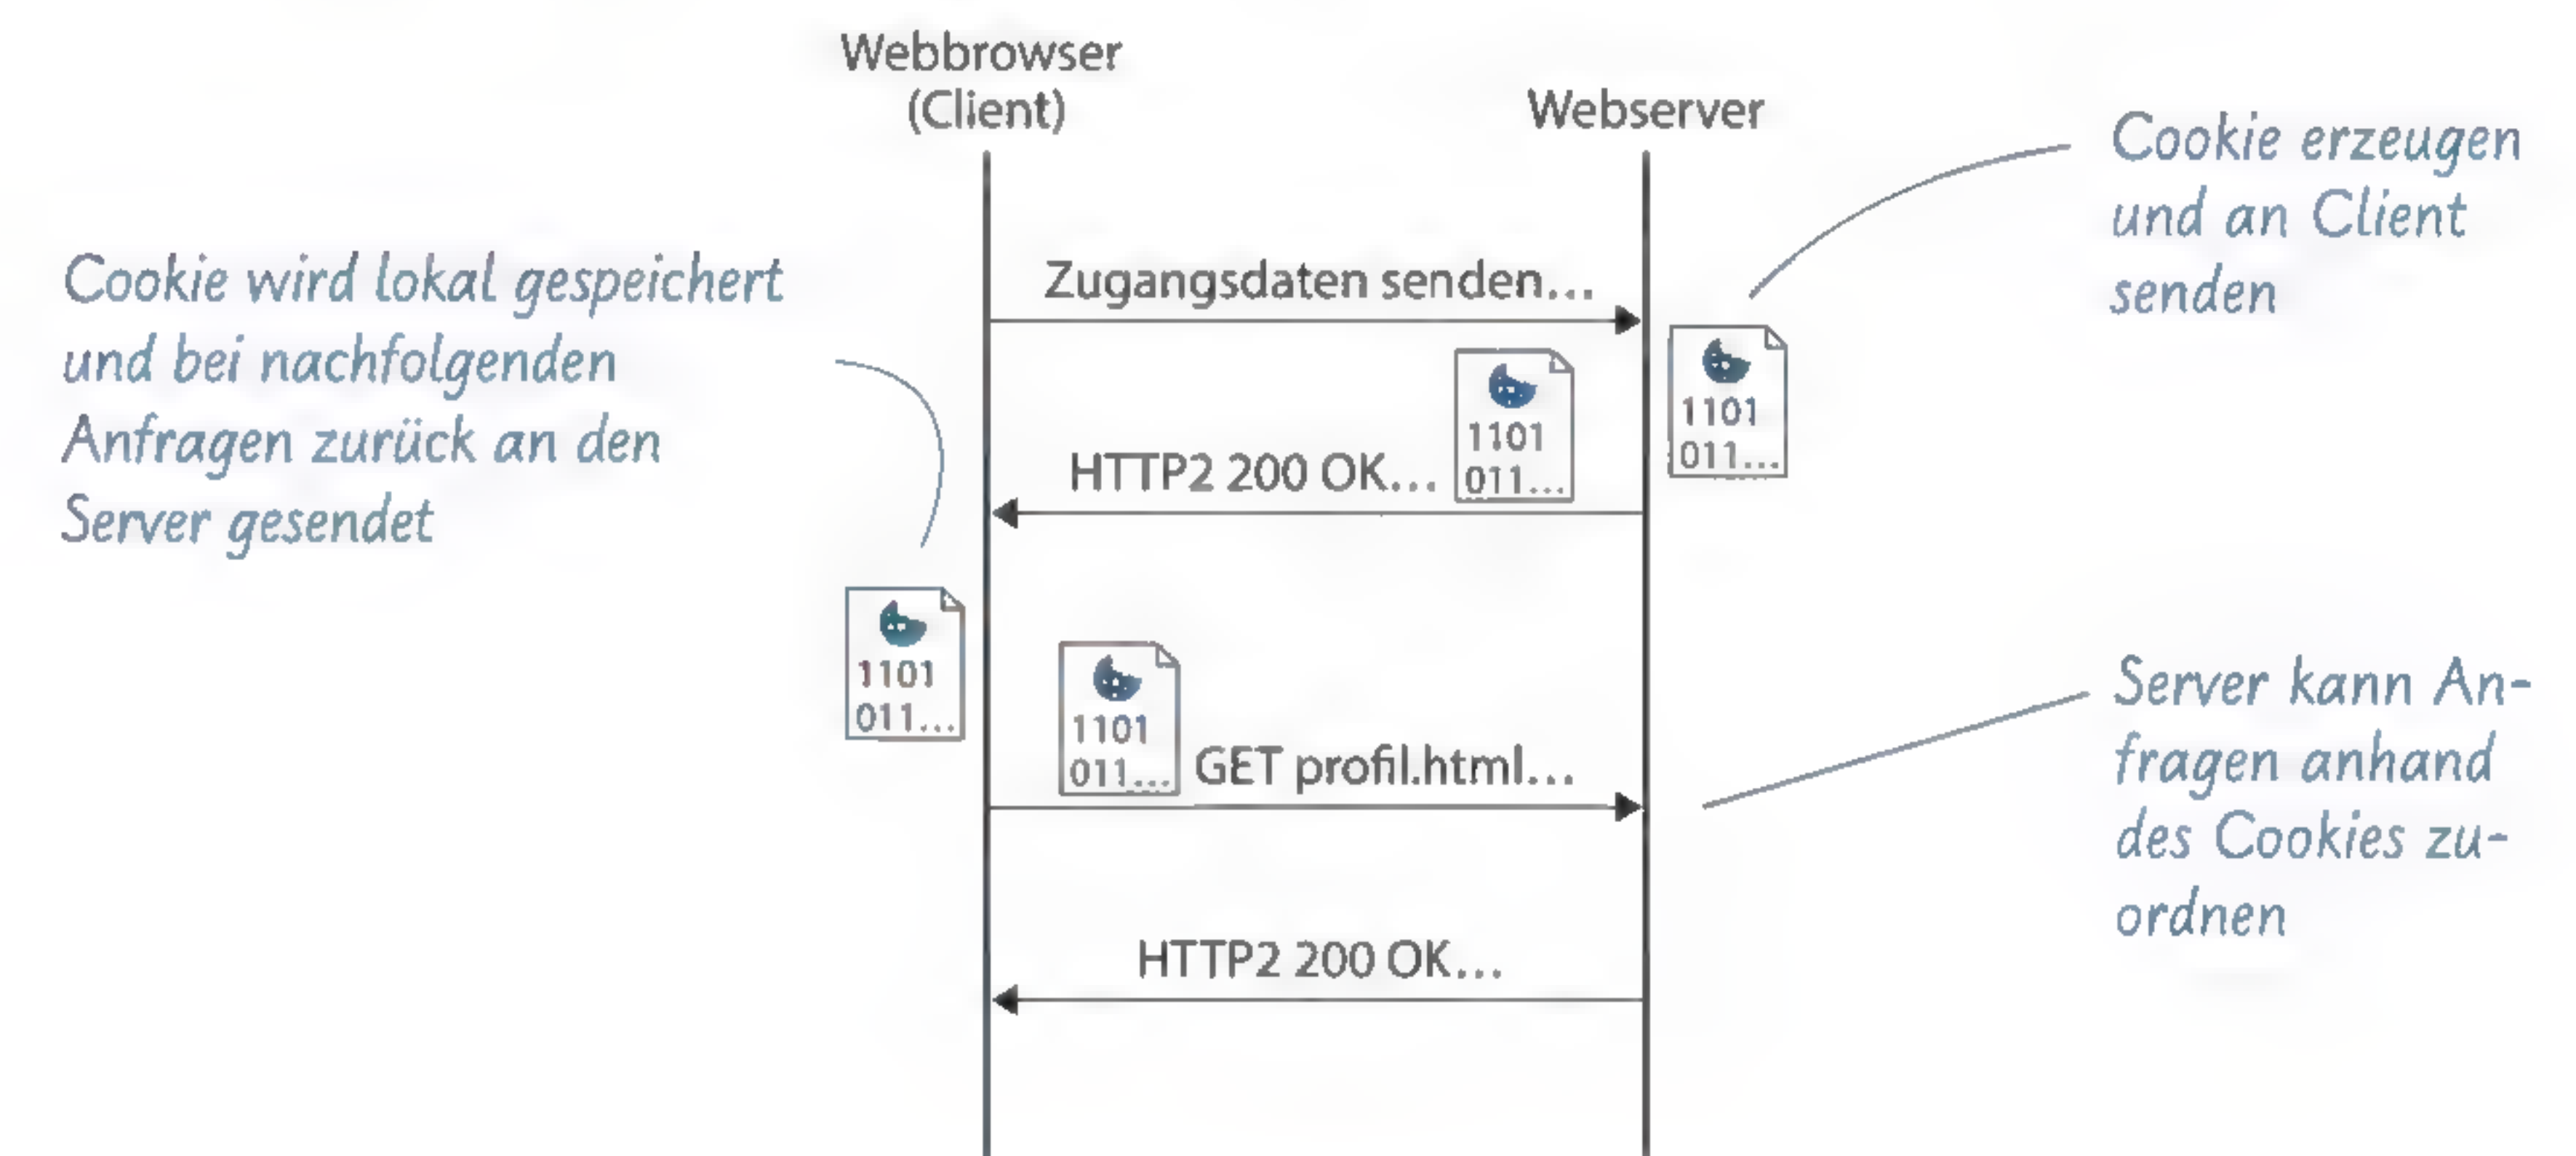 Webbrowser
(Client)
Webserver
Cookie erzeugen
und an Client
senden
Cookie wird lokal gespeichert
und bei nachfolgenden
Anfragen zurück an den
Server gesendet
Zugangsdaten senden...
1101
011...
HTTP2 200 OK...
1101
011...
1101
011...
1101
011...
GET profil.html...
Server kann An-
fragen anhand
des Cookies zu-
ordnen
HTTP2 200 OK...